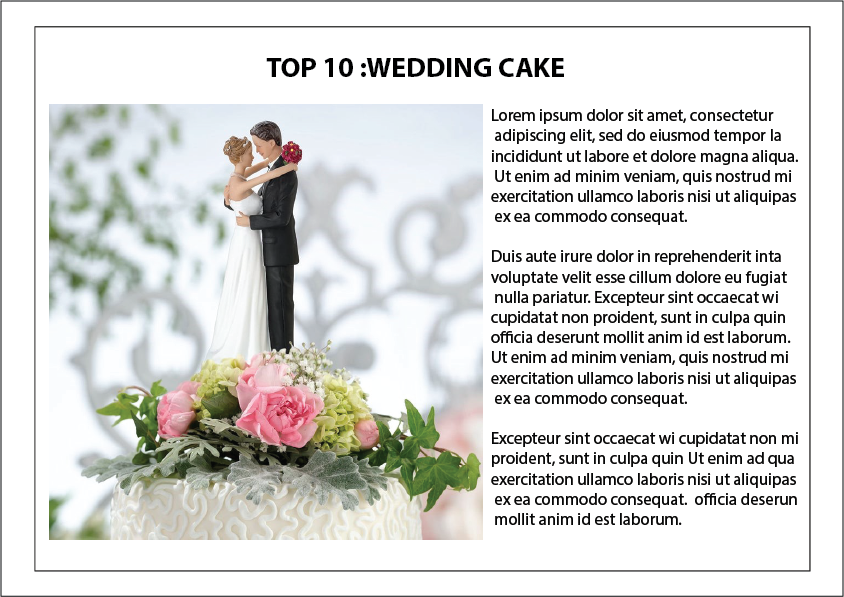 TOP 10 :WEDDING CAKE
Lorem ipsum dolor sit amet, consectetur
adipiscing elit, sed do eiusmod tempor la
incididunt ut labore et dolore magna aliqua.
Ut enim ad minim veniam, quis nostrud mi
exercitation ullamco laboris nisi ut aliquipas
ex ea commodo consequat.
Duis aute irure dolor in reprehenderit inta
voluptate velit esse cillum dolore eu fugiat
nulla pariatur. Excepteur sint occaecat wi
cupidatat non proident, sunt in culpa quin
officia deserunt mollit anim id est laborum.
Ut enim ad minim veniam, quis nostrud mi
exercitation ullamco laboris nisi ut aliquipas
ex ea commodo consequat.
Excepteur sint occaecat wi cupidatat non mi
proident, sunt in culpa quin Ut enim ad qua
exercitation ullamco laboris nisi ut aliquipas
ex ea commodo consequat. officia deserun
mollit anim id est laborum.